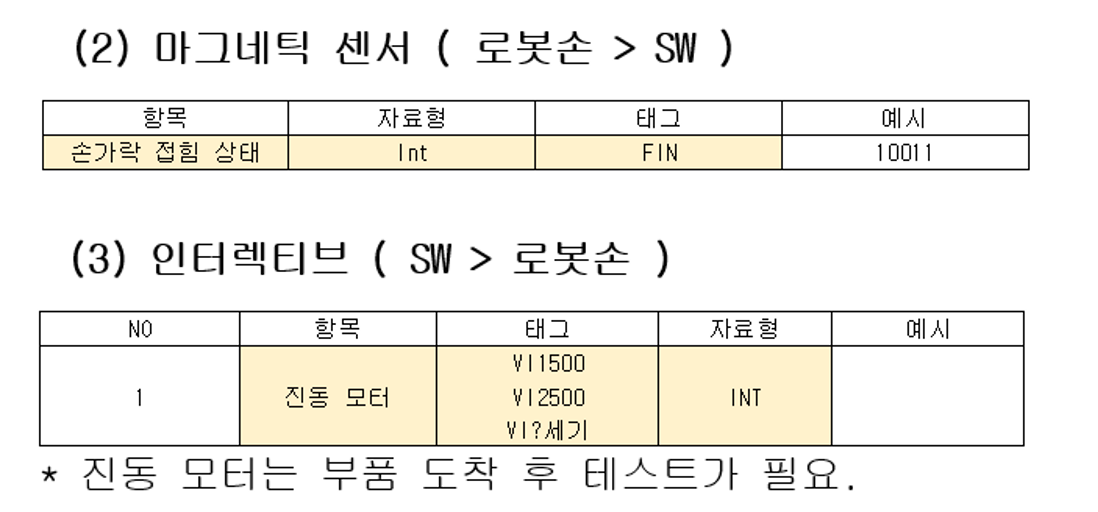 (2) 마그네틱 센서 ( 로봇손 > SW )
항목 자료형 태그 예시
손가락 접힘 상태 Int FIN 10011
(3) 인터렉티브 ( SW > 로봇손 )
NO 항목 태그 자료형 예시
VI1500
1 진동 모터 VI2500 INT
VI?세기
* 진동 모터는 부품 도착 후 테스트가 필요.